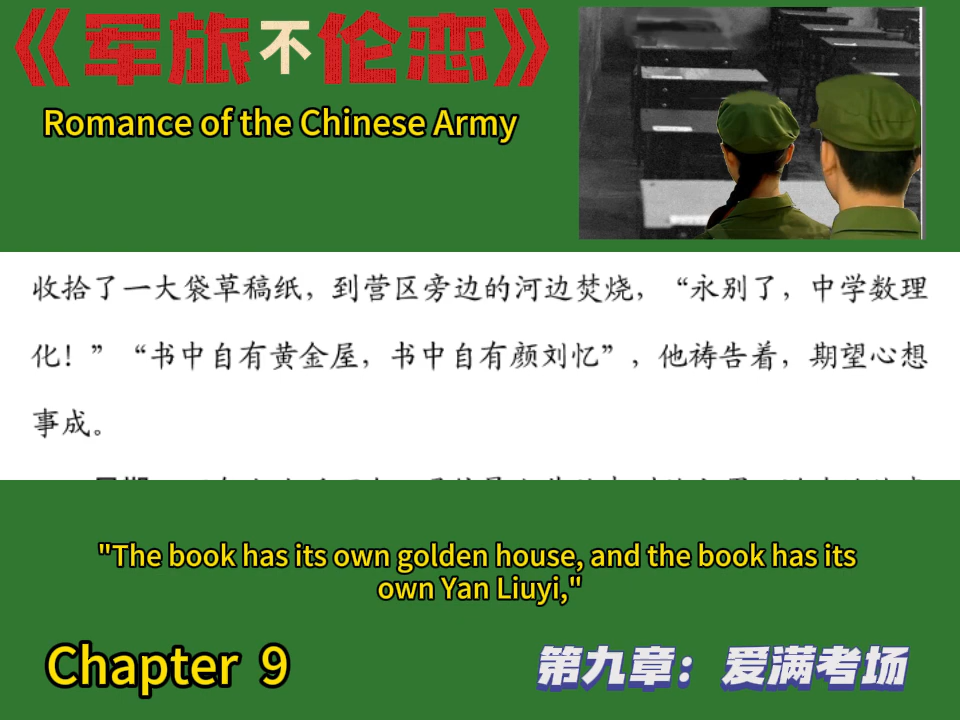 《军旅不伦恋》
Romance of the Chinese Army
收拾了一大袋草稿纸，到营区旁边的河边焚烧，“永别了，中学数理
化！”“书中自有黄金屋，书中自有颜刘忆”，他祷告着，期望心想
事成。
"The book has its own golden house, and the book has its
own Yan Liuyi,"
Chapter 9
第九章：爱满考场